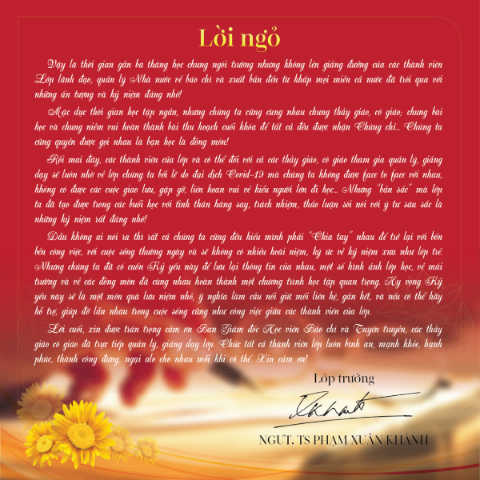 Lời ngỏ
Vậy là thời gian gần ba tháng học chung ngôi trường nhưng không lên giảng đường của các thành viên
Lớp lãnh đạo, quản lý Nhà nước về báo chí và xuất bản đến từ khắp mọi miền cả nước đã trôi qua với
những ấn tượng và kỷ niệm đáng nhớ!
Mặc dục thời gian học tập ngắn, nhưng chúng ta cùng cùng nhau chung thầy giáo, cô giáo; chung bài
học và chung niềm vui hoàn thành bài thu hoạch cuối khóa để tất cả đều được nhận Chứng chỉ... Chúng ta
cũng quyền được gọi nhau là bạn học là đồng môn!
Rồi mai đây, các thành viên của lớp và có thể đối với cả các thầy giáo, cô giáo tham gia quản lý, giảng
dạy sẽ luôn nhớ về lớp chúng ta bởi lẽ do đại dịch Covid-19 mà chúng ta không được face to face với nhau,
không có được các cuộc giao lưu, gặp gỡ, liên hoan vui vẻ kiểu người lớn đi học... Nhưng "bản sắc" mà lớp
ta đã tạo được trong các buổi học với tinh thần hăng say, trách nhiệm, thảo luận sôi nổi với ý tư sâu sắc là
những kỷ niệm rất đáng nhớ!
Dẫu không ai nói ra thì rất cả chúng ta cũng đều hiểu mình phải "Chia tay" nhau để trở lại với bộn
bều công việc, với cuộc sống thường ngày và sẽ không có nhiều hoài niệm, ký ức về kỷ niệm xưa như lớp trẻ.
Nhưng chúng ta đã có cuốn Kỷ yếu này để lưu lại thông tin của nhau, một số hình ảnh lớp học, về mái
trường và về các đồng môn đã cùng nhau hoàn thành một chương trình học tập quan trọng. Hy vọng Kỷ
yếu này sẽ là một món quà lưu niệm nhỏ, ý nghĩa làm cầu nối giữ mối liên hệ, gắn kết, và nếu có thể hãy
hỗ trợ, giúp đỡ lẫn nhau trong cuộc sống cũng như công việc giữa các thành viên của lớp.
Lời cuối, xin được trân trọng cảm ơn Ban Giám đốc Học viện Báo chí và Tuyên truyền, các thầy
giáo cô giáo đã trực tiếp quản lý, giảng dạy lớp. Chúc tất cả thành viên lớp luôn bình an, mạnh khỏe, hạnh
phúc, thành công đừng, ngại alo cho nhau mỗi khi có thể. Xin cảm ơn!
Lớp trưởng
NGƯT, TS PHẠM XUÂN KHÁNH